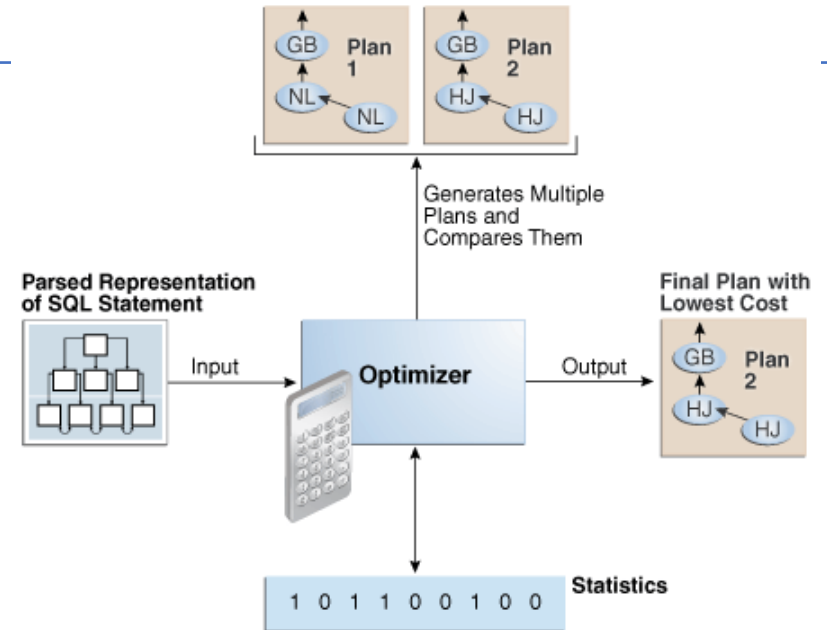 GB
Plan
1
NL
NL
GB
Plan
2
HJ
HJ
Generates Multiple
Plans and
Compares Them
Parsed Representation
of SQL Statement
Input
Optimizer
Output
Final Plan with
Lowest Cost
GB
Plan
2
HJ
HJ
Statistics
1 0 1 1 0 0 1 0 0